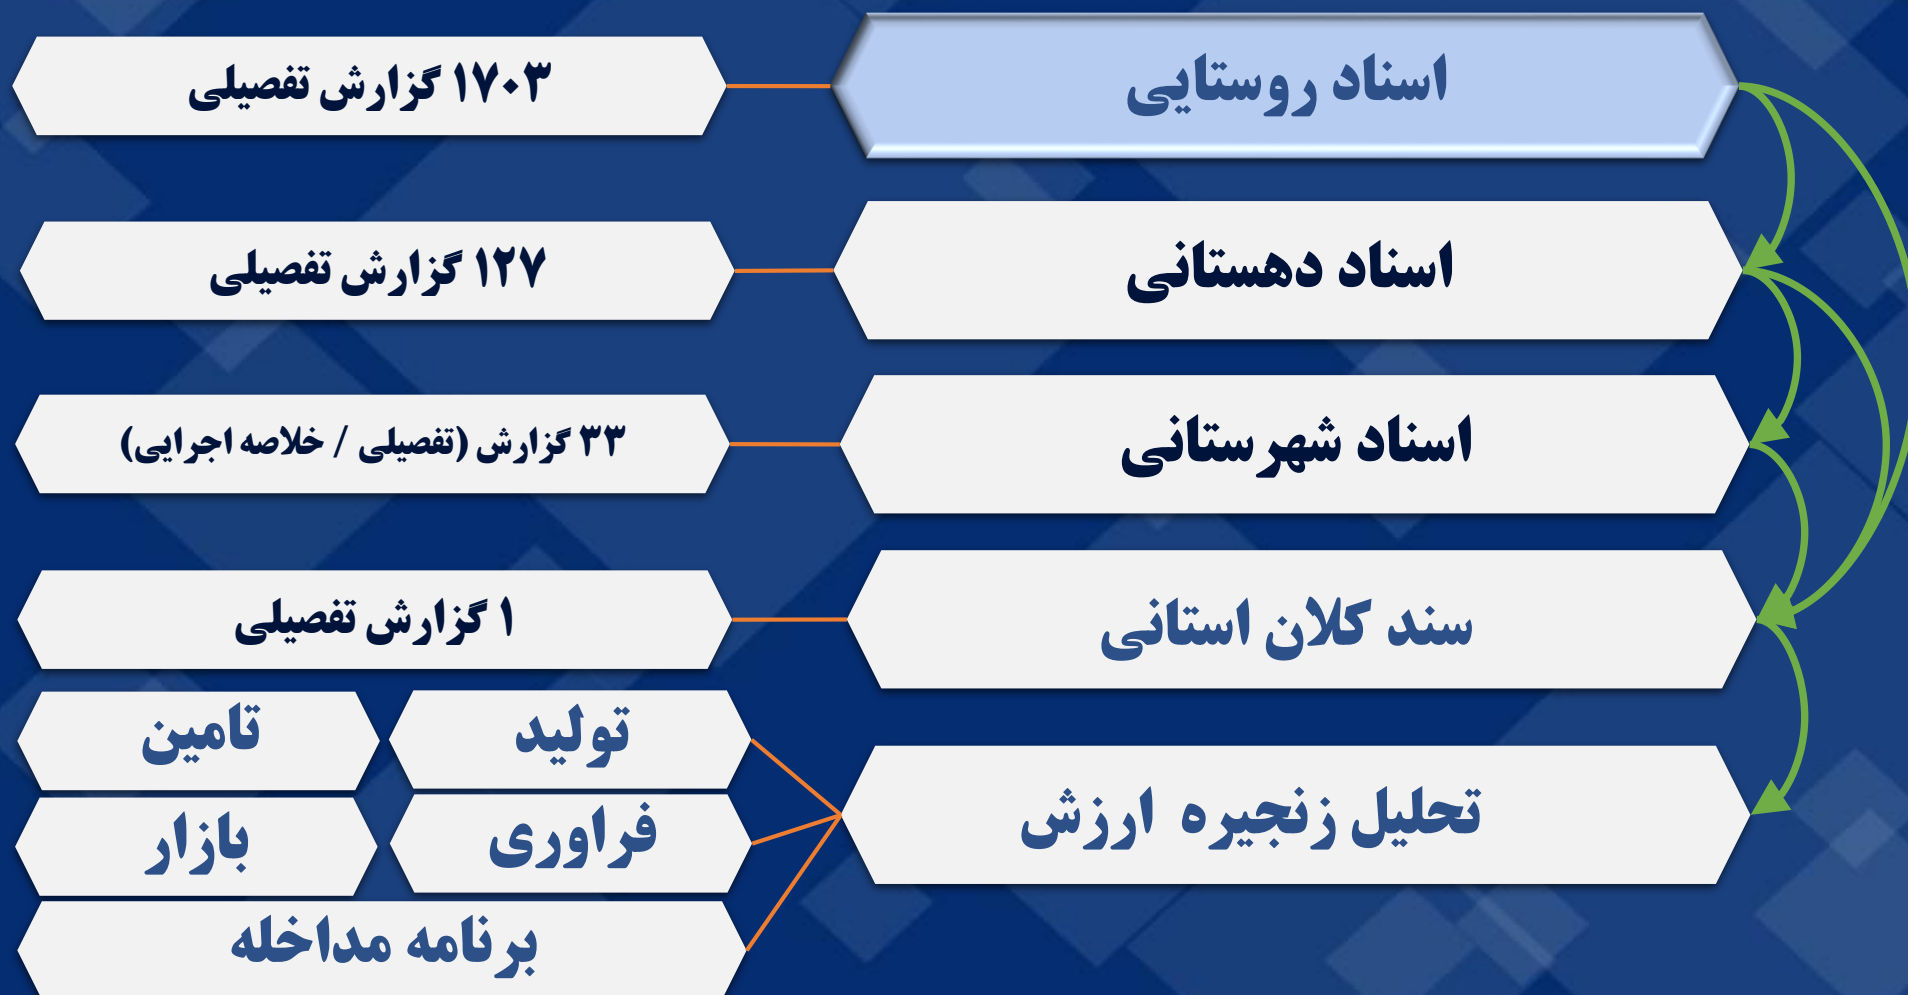 اسناد روستایی
۱۷۰۳ گزارش تفصیلی
اسناد دهستانی
۱۲۷ گزارش تفصیلی
اسناد شهرستانی
۳۳ گزارش (تفصیلی / خلاصه اجرایی)
سند کلان استانی
۱ گزارش تفصیلی
تحلیل زنجیره ارزش
تولید
تامین
فراوری
بازار
برنامه مداخله